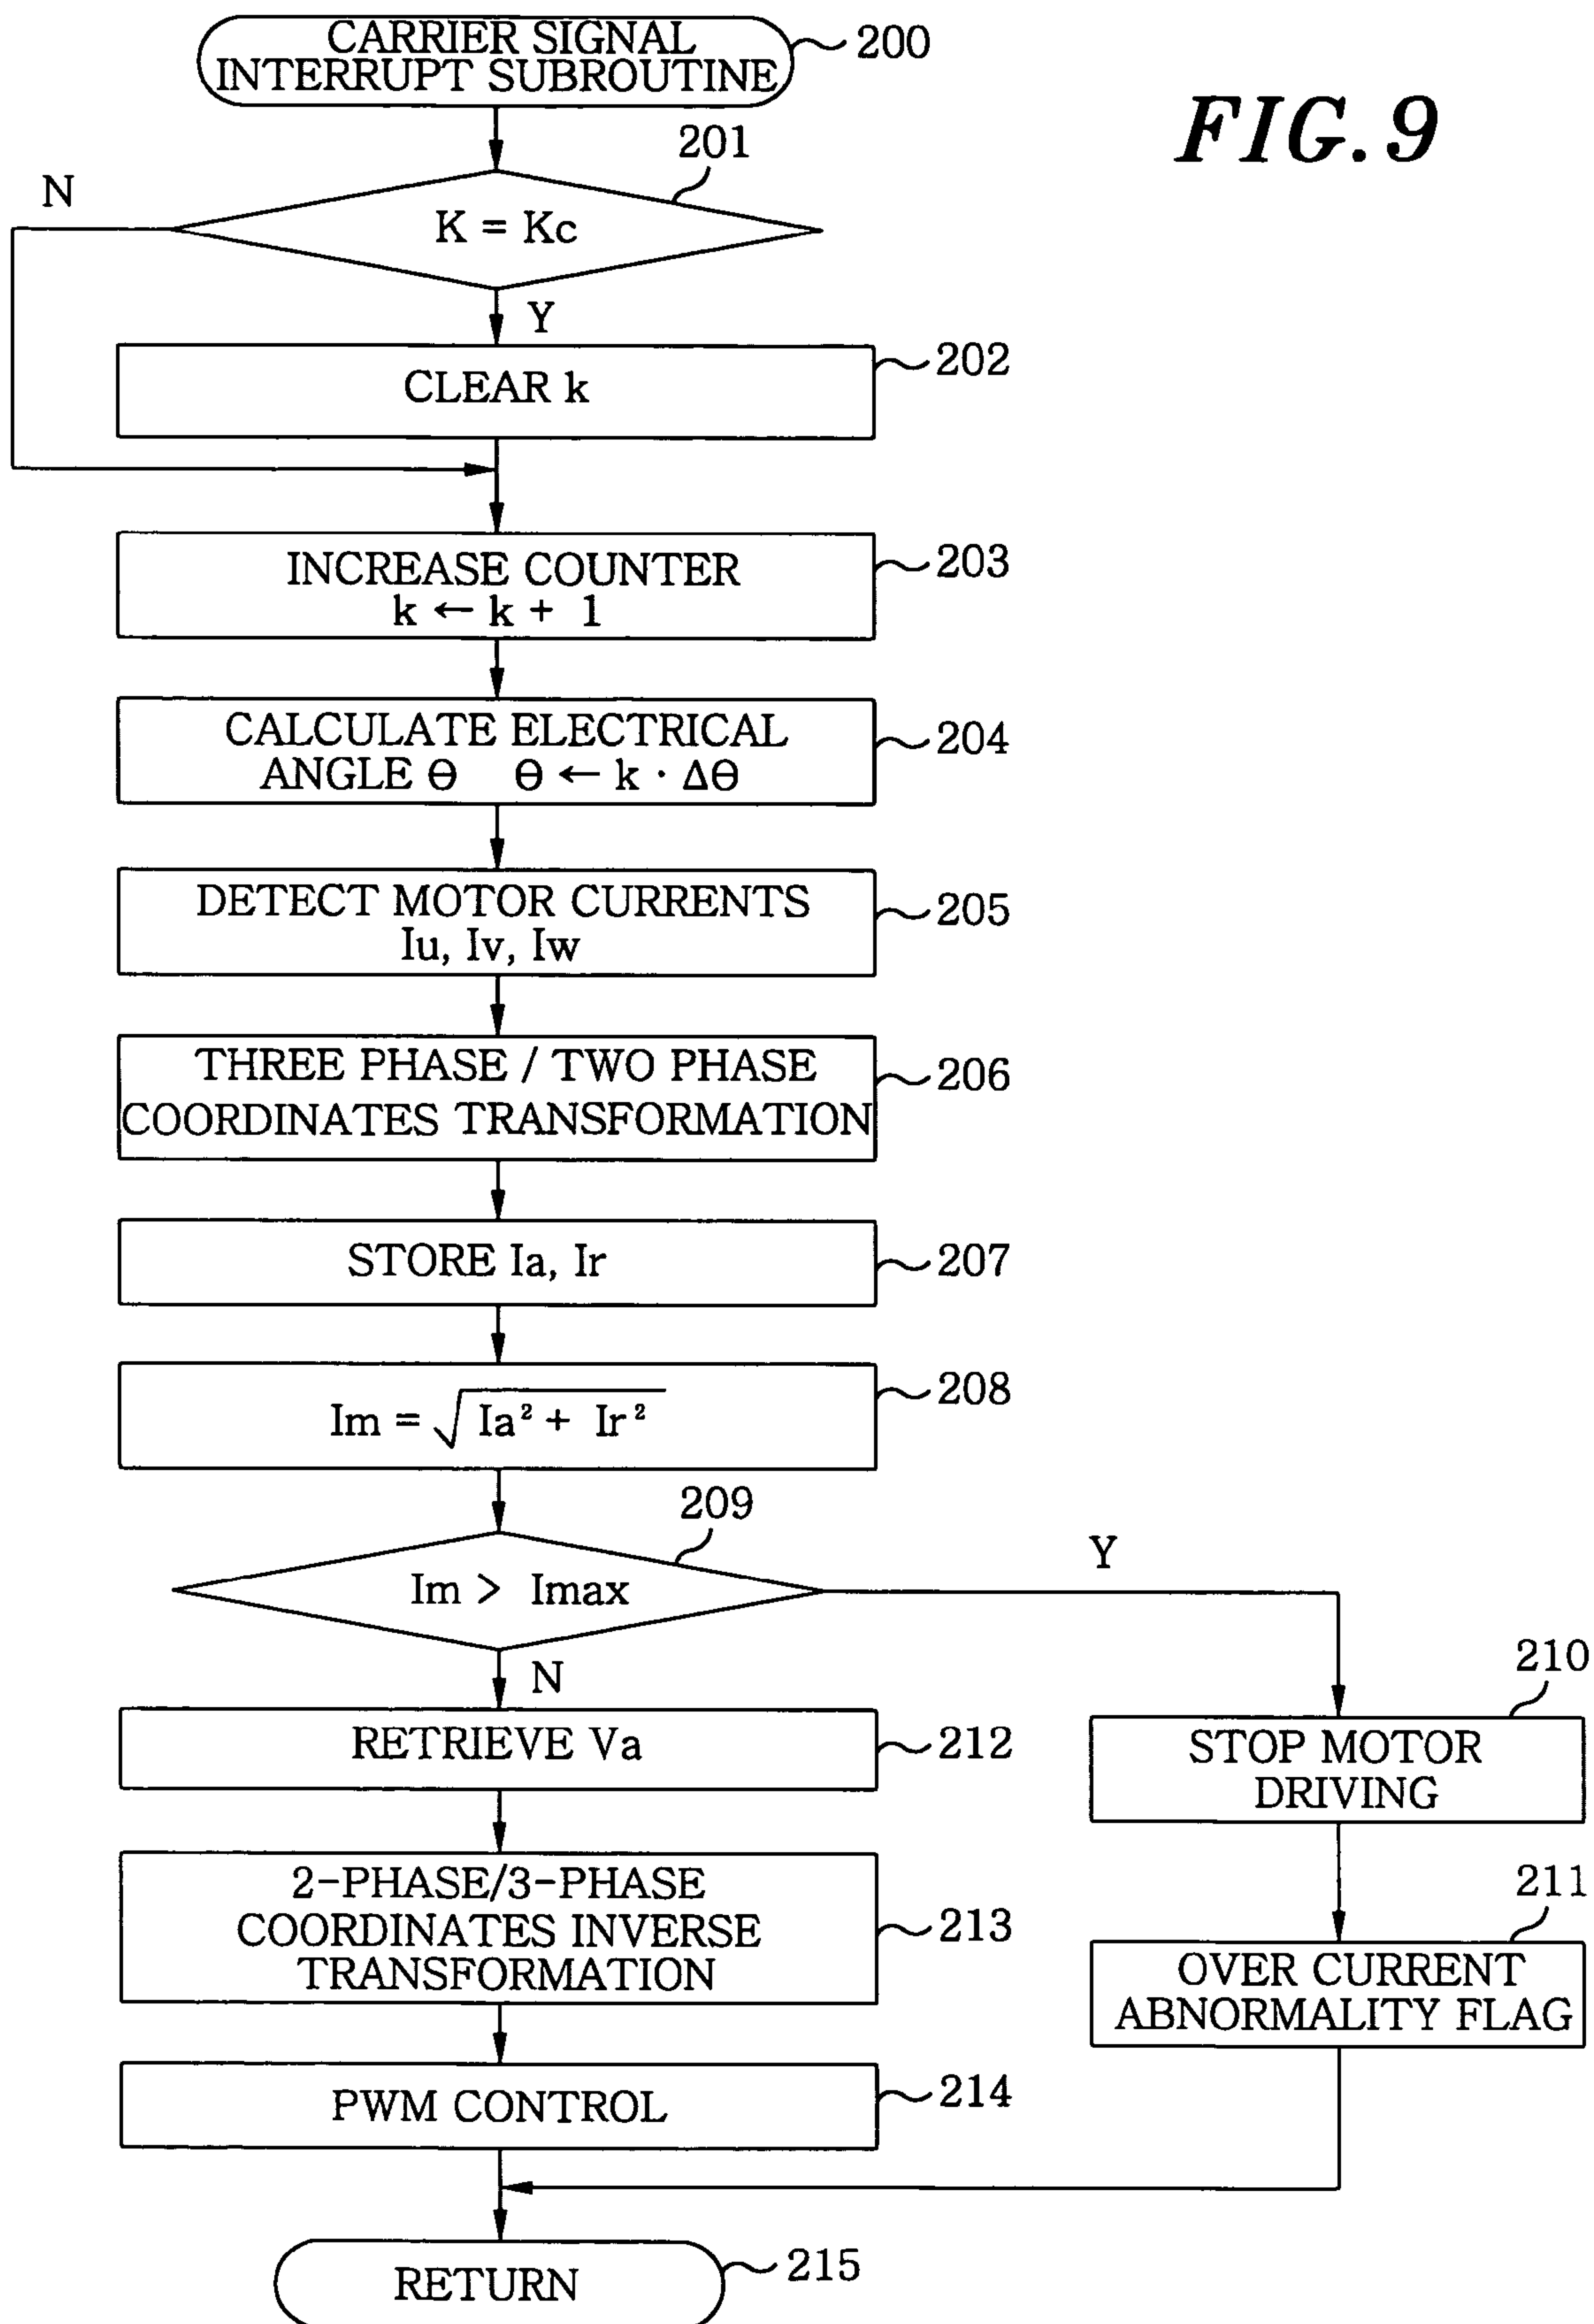 CARRIER SIGNAL
INTERRUPT SUBROUTINE
200
FIG.9
201
N
K = Kc
Y
202
CLEAR k
203
INCREASE COUNTER
k ← k + 1
204
CALCULATE ELECTRICAL
ANGLE θ θ ← k · Δθ
205
DETECT MOTOR CURRENTS
Iu, Iv, Iw
206
THREE PHASE / TWO PHASE
COORDINATES TRANSFORMATION
207
STORE Ia, Ir
208
Im = √Ia² + Ir²
209
Im > Imax
Y
N
210
STOP MOTOR
DRIVING
212
RETRIEVE Va
211
OVER CURRENT
ABNORMALITY FLAG
213
2-PHASE/3-PHASE
COORDINATES INVERSE
TRANSFORMATION
214
PWM CONTROL
215
RETURN